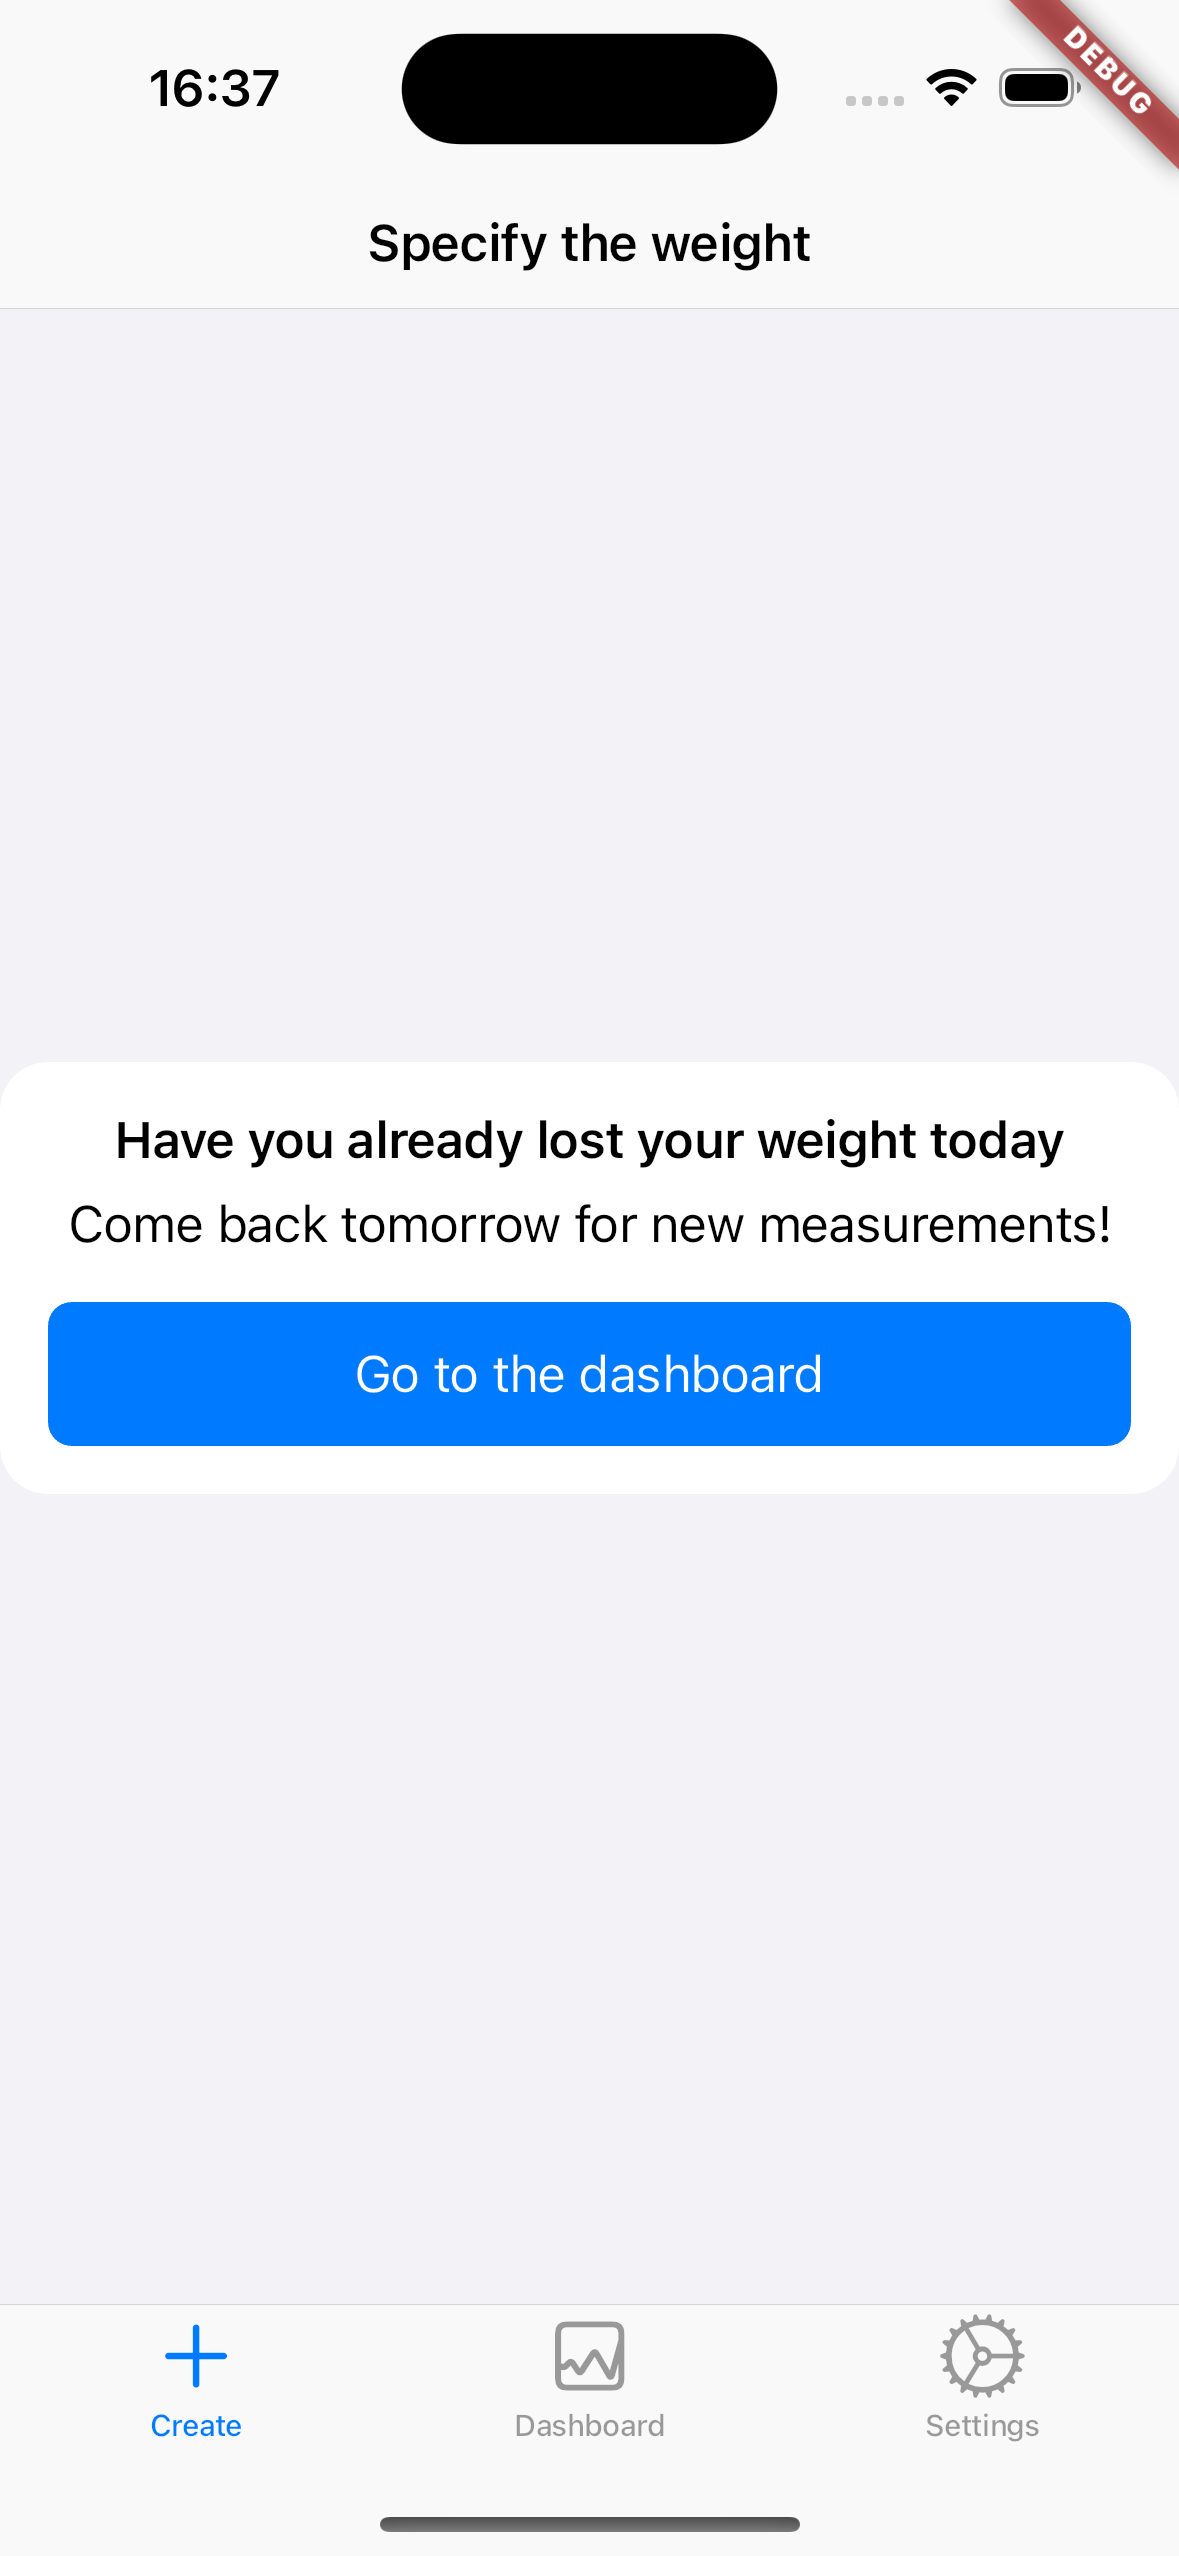 16:37
DEBUG
Specify the weight
Have you already lost your weight today
Come back tomorrow for new measurements!
Go to the dashboard
Create
Dashboard
Settings